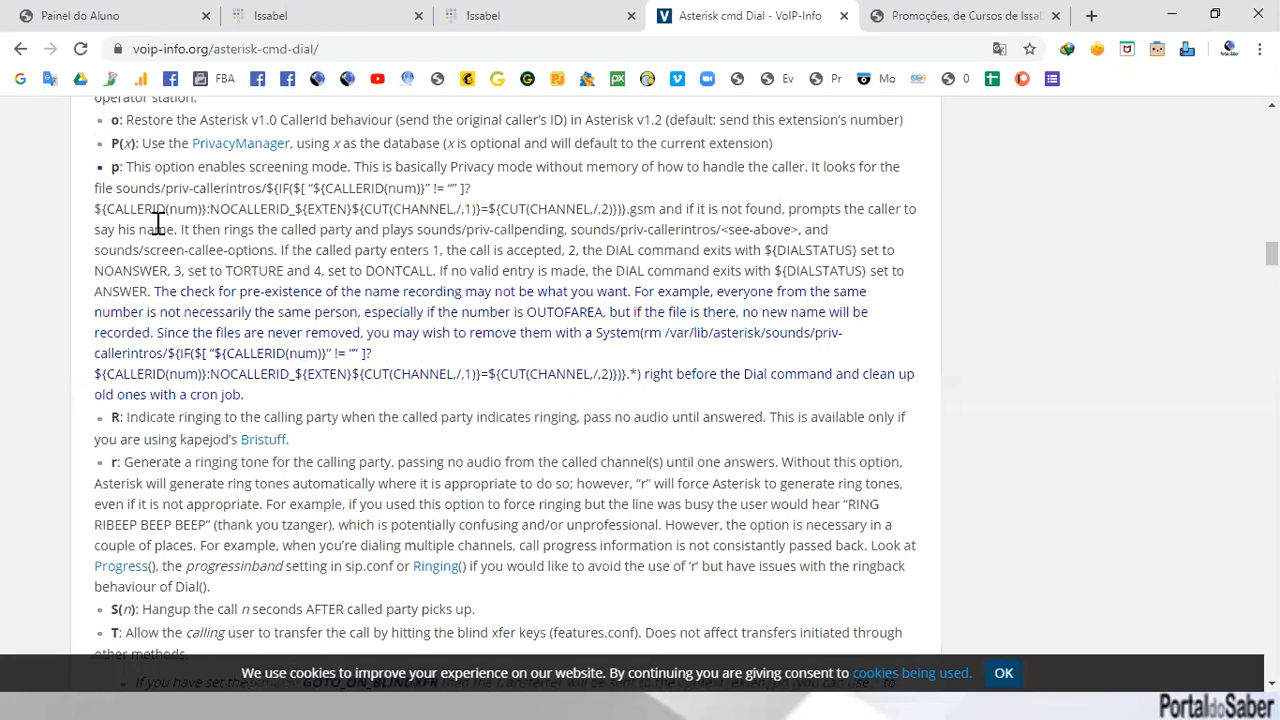 Painel do Aluno
Issabel
Issabel
Asterisk cmd Dial - VoIP-Info
Promoções, de Cursos de Issa
voip-info.org/asterisk-cmd-dial/
FBA
Ev
Pr
Mo
0
operator station.
o: Restore the Asterisk v1.0 CallerId behaviour (send the original caller's ID) in Asterisk v1.2 (default: send this extension's number)
P(x): Use the PrivacyManager, using x as the database (x is optional and will default to the current extension)
p: This option enables screening mode. This is basically Privacy mode without memory of how to handle the caller. It looks for the
file sounds/priv-callerintros/${IF($[ “${CALLERID(num)}” != “” ]?
${CALLERID(num)}:NOCALLERID_${EXTEN}${CUT(CHANNEL,/,1)}=${CUT(CHANNEL,/,2)})}.gsm and if it is not found, prompts the caller to
say his name. It then rings the called party and plays sounds/priv-callpending, sounds/priv-callerintros/<see-above>, and
sounds/screen-callee-options. If the called party enters 1, the call is accepted, 2, the DIAL command exits with ${DIALSTATUS} set to
NOANSWER, 3, set to TORTURE and 4, set to DONTCALL. If no valid entry is made, the DIAL command exits with ${DIALSTATUS} set to
ANSWER. The check for pre-existence of the name recording may not be what you want. For example, everyone from the same
number is not necessarily the same person, especially if the number is OUTOFAREA, but if the file is there, no new name will be
recorded. Since the files are never removed, you may wish to remove them with a System(rm /var/lib/asterisk/sounds/priv-
callerintros/${IF($[ “${CALLERID(num)}” != “” ]?
${CALLERID(num)}:NOCALLERID_${EXTEN}${CUT(CHANNEL,/,1)}=${CUT(CHANNEL,/,2)})}.*) right before the Dial command and clean up
old ones with a cron job.
R: Indicate ringing to the calling party when the called party indicates ringing, pass no audio until answered. This is available only if
you are using kapejod's Bristuff.
r: Generate a ringing tone for the calling party, passing no audio from the called channel(s) until one answers. Without this option,
Asterisk will generate ring tones automatically where it is appropriate to do so; however, “r” will force Asterisk to generate ring tones,
even if it is not appropriate. For example, if you used this option to force ringing but the line was busy the user would hear “RING
RIBEEP BEEP BEEP” (thank you tzanger), which is potentially confusing and/or unprofessional. However, the option is necessary in a
couple of places. For example, when you're dialing multiple channels, call progress information is not consistantly passed back. Look at
Progress(), the progressinband setting in sip.conf or Ringing() if you would like to avoid the use of 'r' but have issues with the ringback
behaviour of Dial().
S(n): Hangup the call n seconds AFTER called party picks up.
T: Allow the calling user to transfer the call by hitting the blind xfer keys (features.conf). Does not affect transfers initiated through
other methods.
We use cookies to improve your experience on our website. By continuing you are giving consent to cookies being used. OK
PortaldoSaber